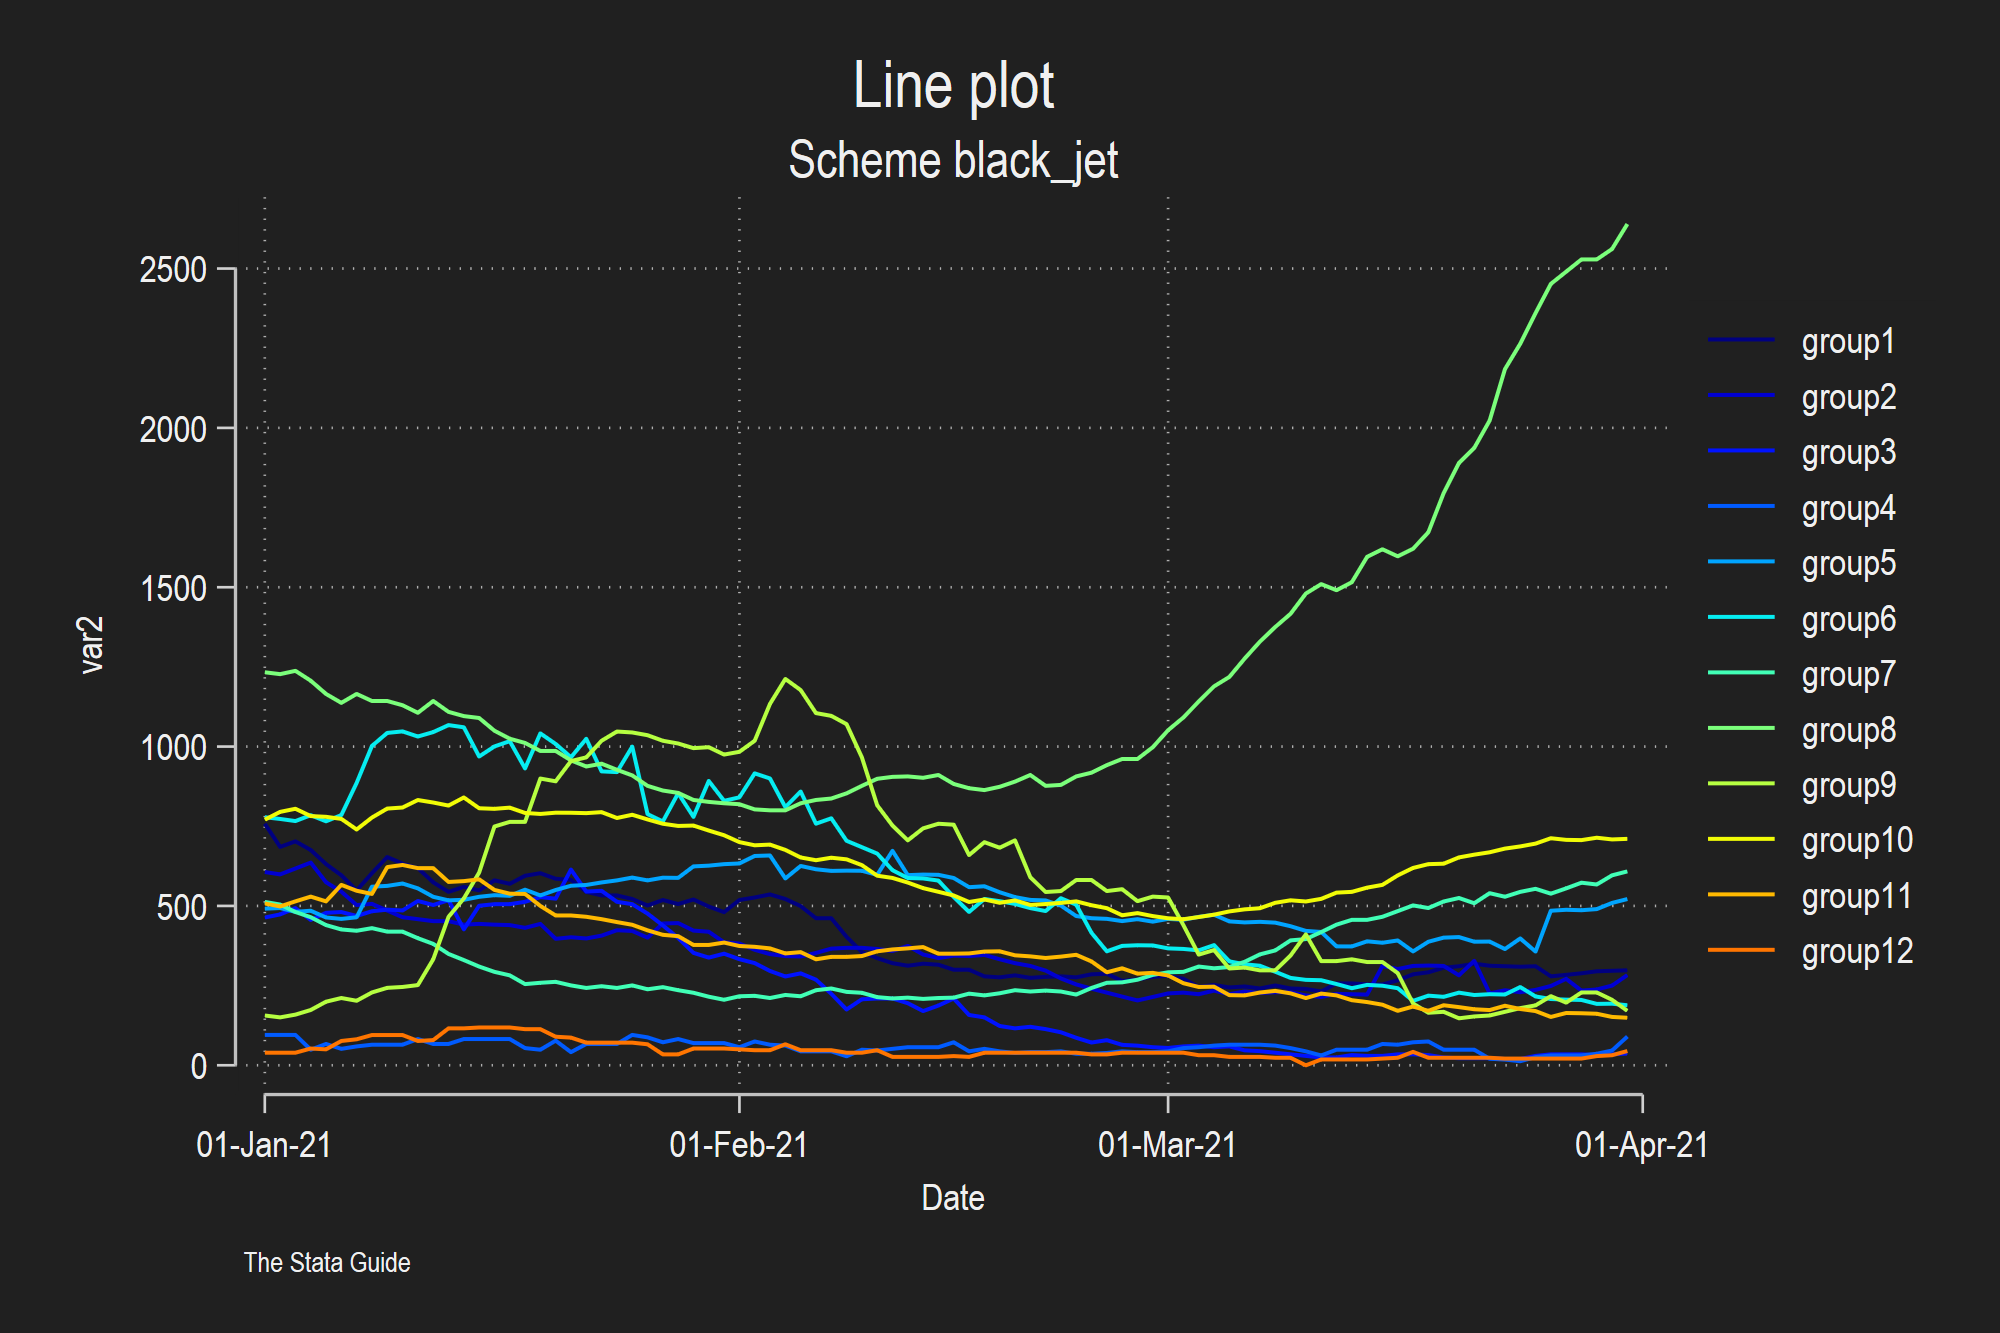 Line plot
Scheme black_jet
2500
2000
1500
1000
500
0
var2
01-Jan-21
01-Feb-21
01-Mar-21
01-Apr-21
Date
group1
group2
group3
group4
group5
group6
group7
group8
group9
group10
group11
group12
The Stata Guide